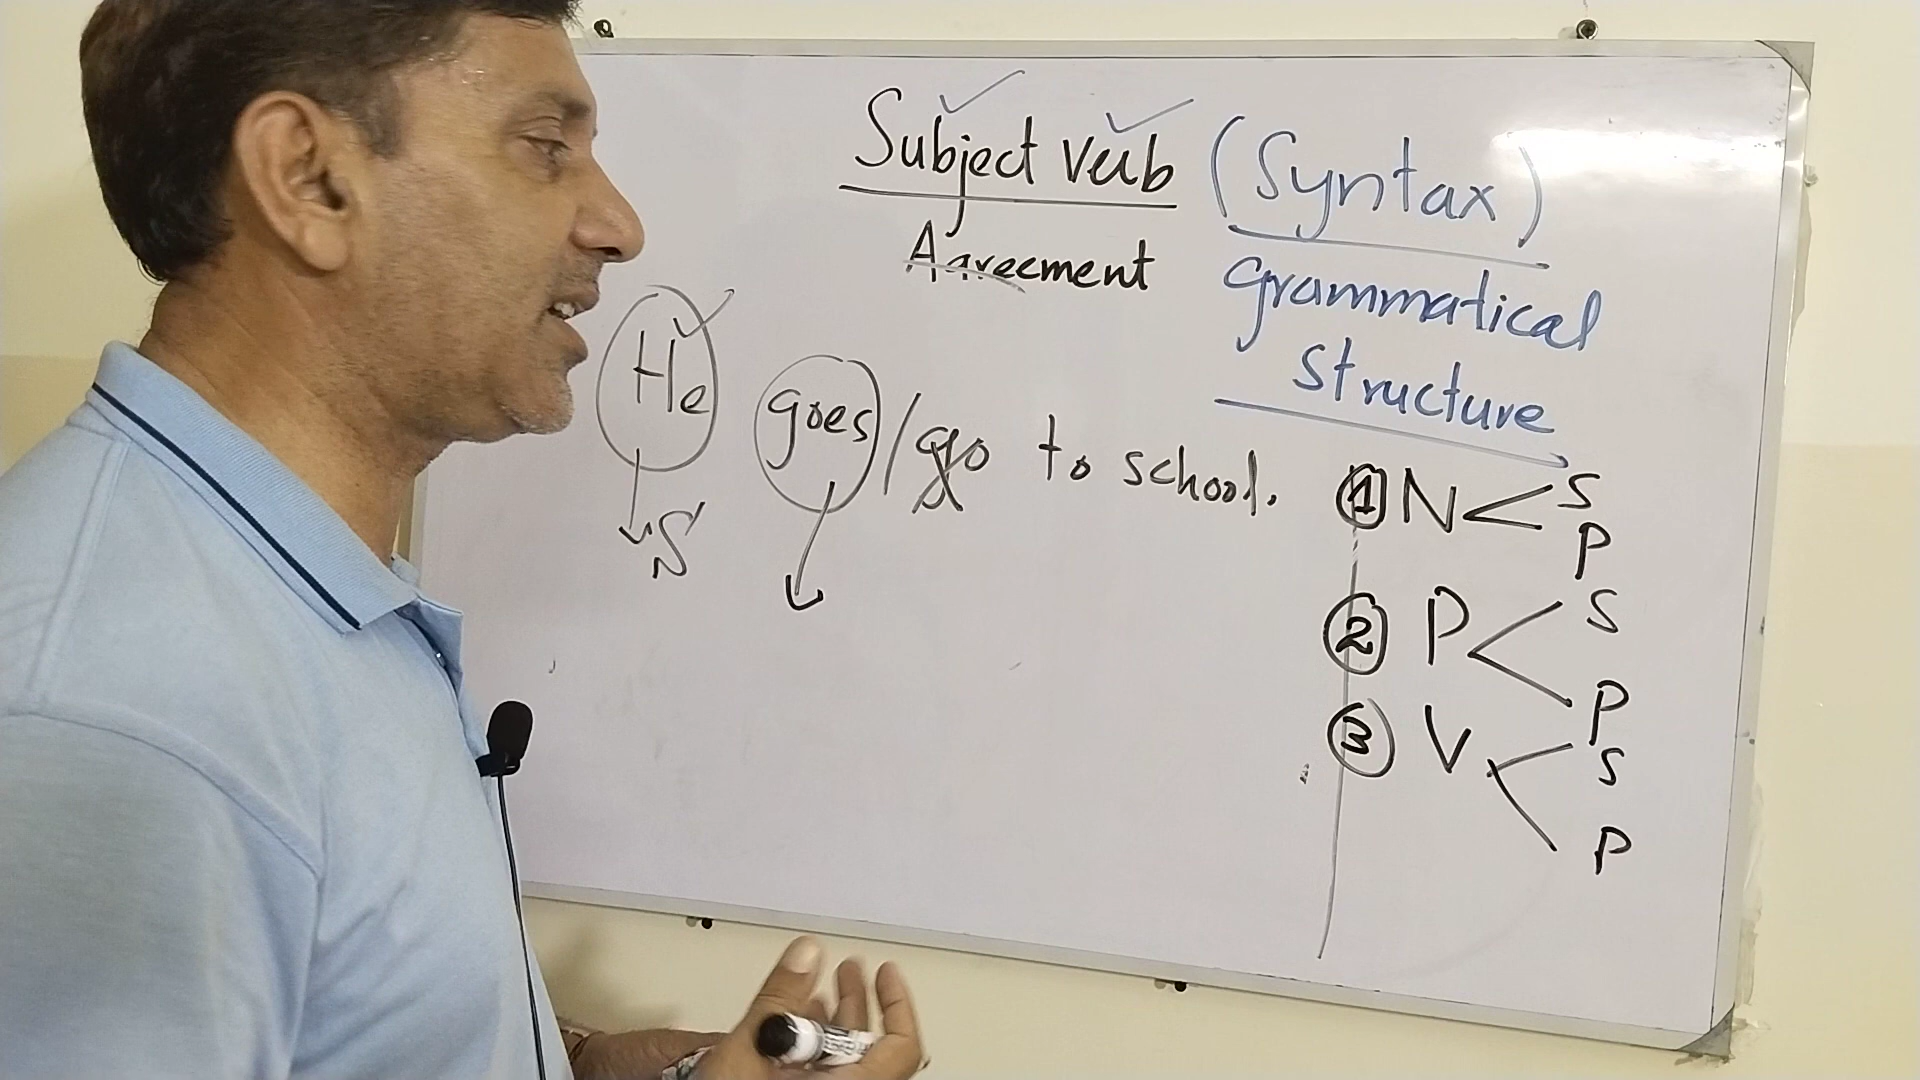 Subject verb (Syntax)
Agreement
grammatical
structure
He goes/go to school.
S
1 N < S
P
2 P < S
P
3 V < S
P